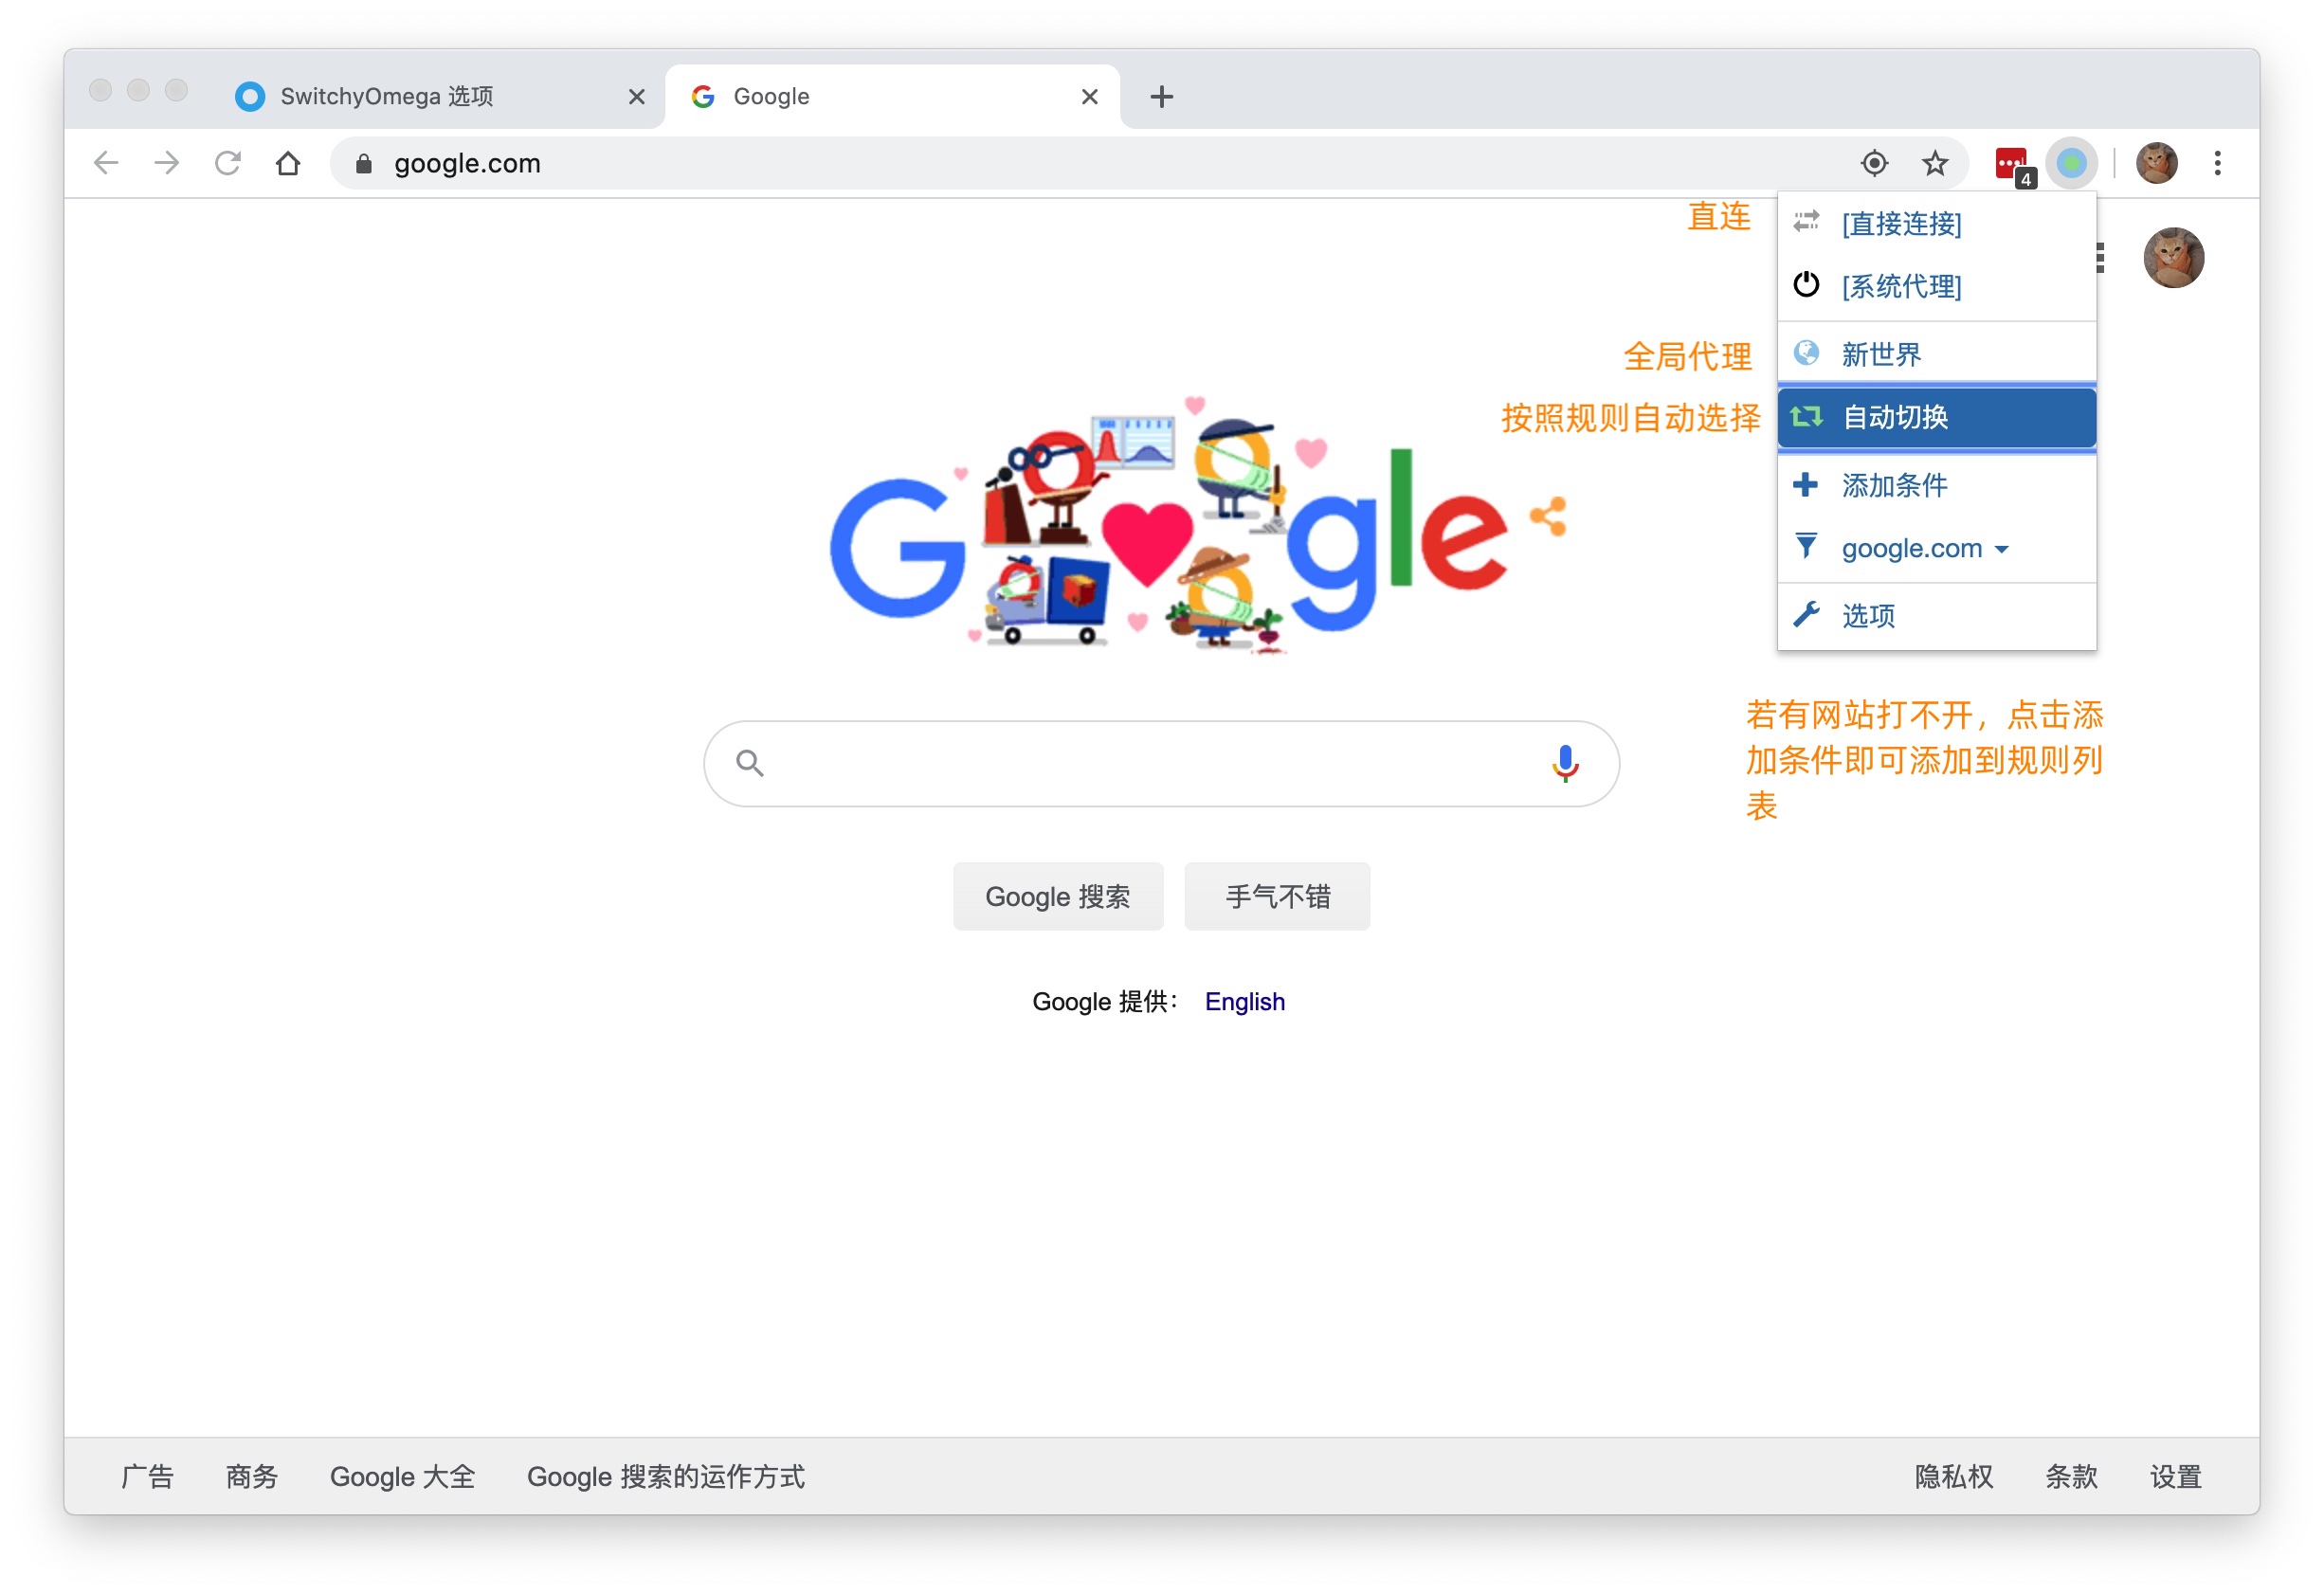 SwitchyOmega 选项
Google
google.com
4
直连
[直接连接]
[系统代理]
全局代理
新世界
按照规则自动选择
自动切换
添加条件
google.com
选项
G gle
若有网站打不开，点击添
加条件即可添加到规则列
表
Google 搜索
手气不错
Google 提供： English
广告 商务 Google 大全 Google 搜索的运作方式 隐私权 条款 设置